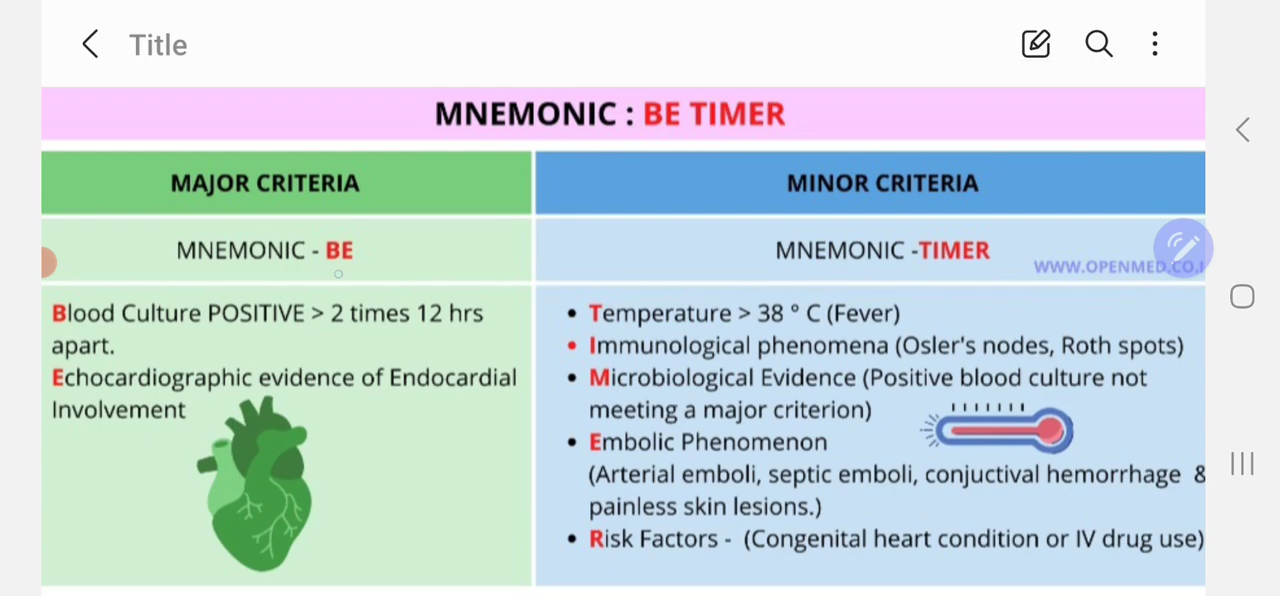 Title
MNEMONIC : BE TIMER
MAJOR CRITERIA
MINOR CRITERIA
MNEMONIC - BE
MNEMONIC -TIMER
WWW.OPENMED.CO.I
Blood Culture POSITIVE > 2 times 12 hrs
apart.
Echocardiographic evidence of Endocardial
Involvement
• Temperature > 38 ° C (Fever)
• Immunological phenomena (Osler's nodes, Roth spots)
• Microbiological Evidence (Positive blood culture not
meeting a major criterion)
• Embolic Phenomenon
(Arterial emboli, septic emboli, conjuctival hemorrhage &
painless skin lesions.)
• Risk Factors - (Congenital heart condition or IV drug use)